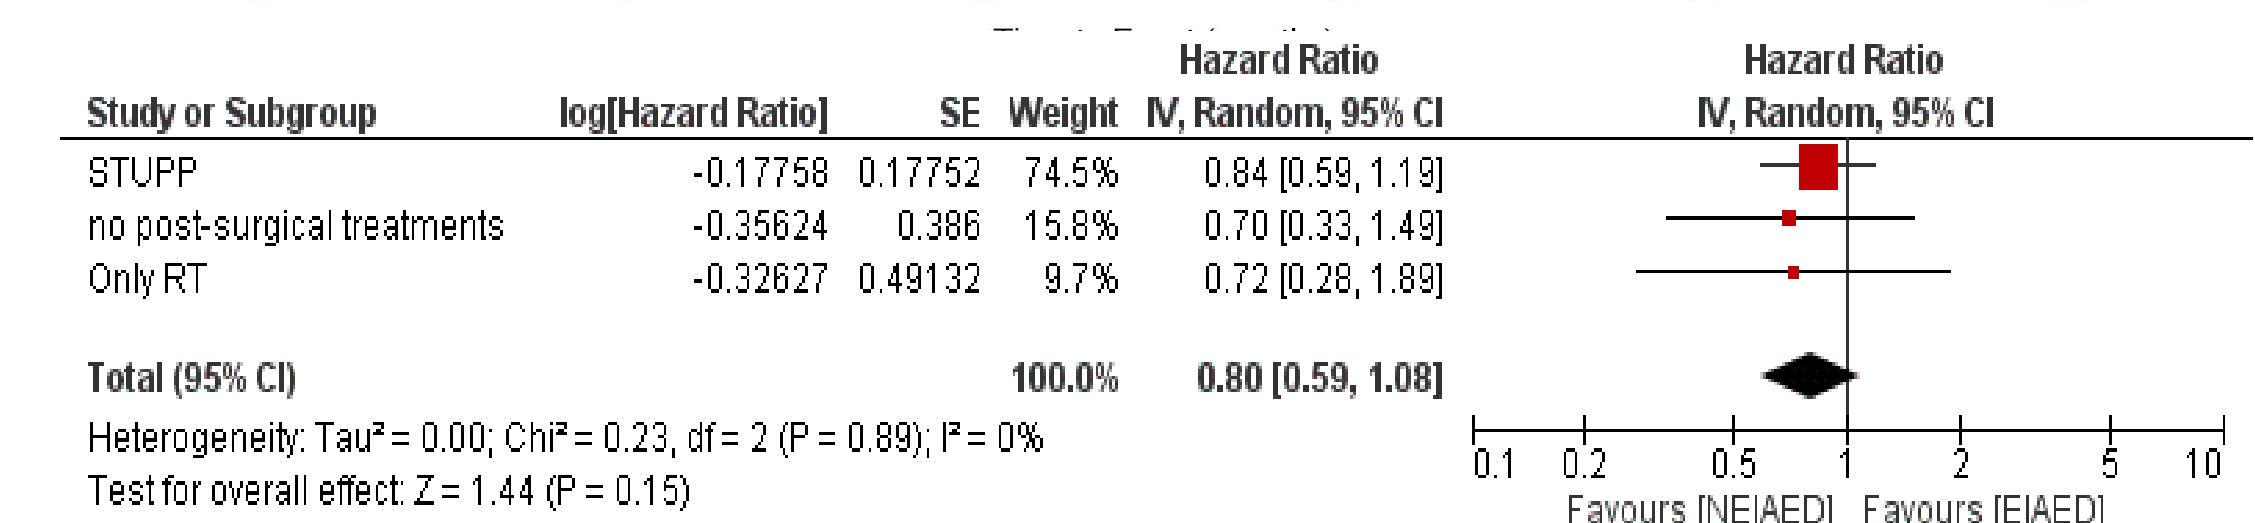 Hazard Ratio Hazard Ratio
Study or Subgroup log[Hazard Ratio] SE Weight IV, Random, 95% CI IV, Random, 95% CI
STUPP -0.17758 0.17752 74.5% 0.84 [0.59, 1.19]
no post-surgical treatments -0.35624 0.386 15.8% 0.70 [0.33, 1.49]
Only RT -0.32627 0.49132 9.7% 0.72 [0.28, 1.89]
Total (95% CI) 100.0% 0.80 [0.59, 1.08]
Heterogeneity: Tau² = 0.00; Chi² = 0.23, df = 2 (P = 0.89); I² = 0%
Test for overall effect: Z = 1.44 (P = 0.15)
0.1 0.2 0.5 1 2 5 10
Favours [NEIAED] Favours [EIAED]